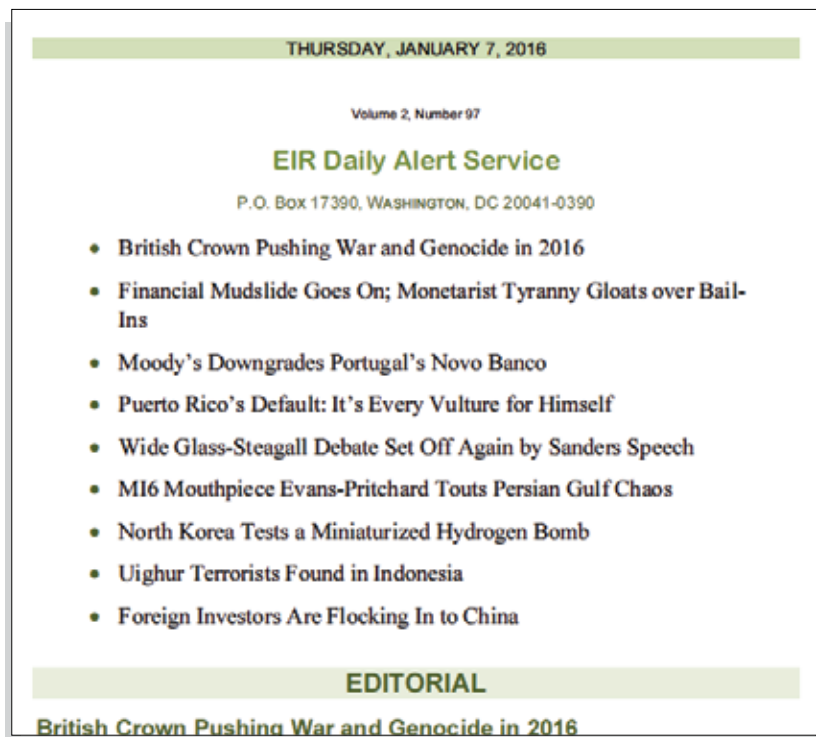 THURSDAY, JANUARY 7, 2016
Volume 2, Number 97
EIR Daily Alert Service
P.O. Box 17390, Washington, DC 20041-0390
• British Crown Pushing War and Genocide in 2016
• Financial Mudslide Goes On; Monetarist Tyranny Gloats over Bail-
Ins
• Moody’s Downgrades Portugal’s Novo Banco
• Puerto Rico’s Default: It’s Every Vulture for Himself
• Wide Glass-Steagall Debate Set Off Again by Sanders Speech
• MI6 Mouthpiece Evans-Pritchard Touts Persian Gulf Chaos
• North Korea Tests a Miniaturized Hydrogen Bomb
• Uighur Terrorists Found in Indonesia
• Foreign Investors Are Flocking In to China
EDITORIAL
British Crown Pushing War and Genocide in 2016